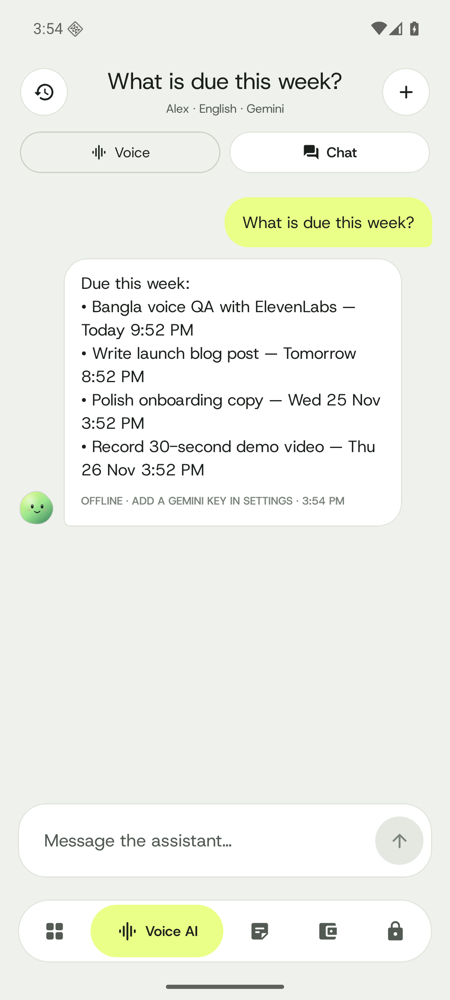 3:54
What is due this week?
Alex · English · Gemini
Voice
Chat
What is due this week?
Due this week:
• Bangla voice QA with ElevenLabs —
Today 9:52 PM
• Write launch blog post — Tomorrow
8:52 PM
• Polish onboarding copy — Wed 25 Nov
3:52 PM
• Record 30-second demo video — Thu
26 Nov 3:52 PM
OFFLINE · ADD A GEMINI KEY IN SETTINGS · 3:54 PM
Message the assistant...
Voice AI